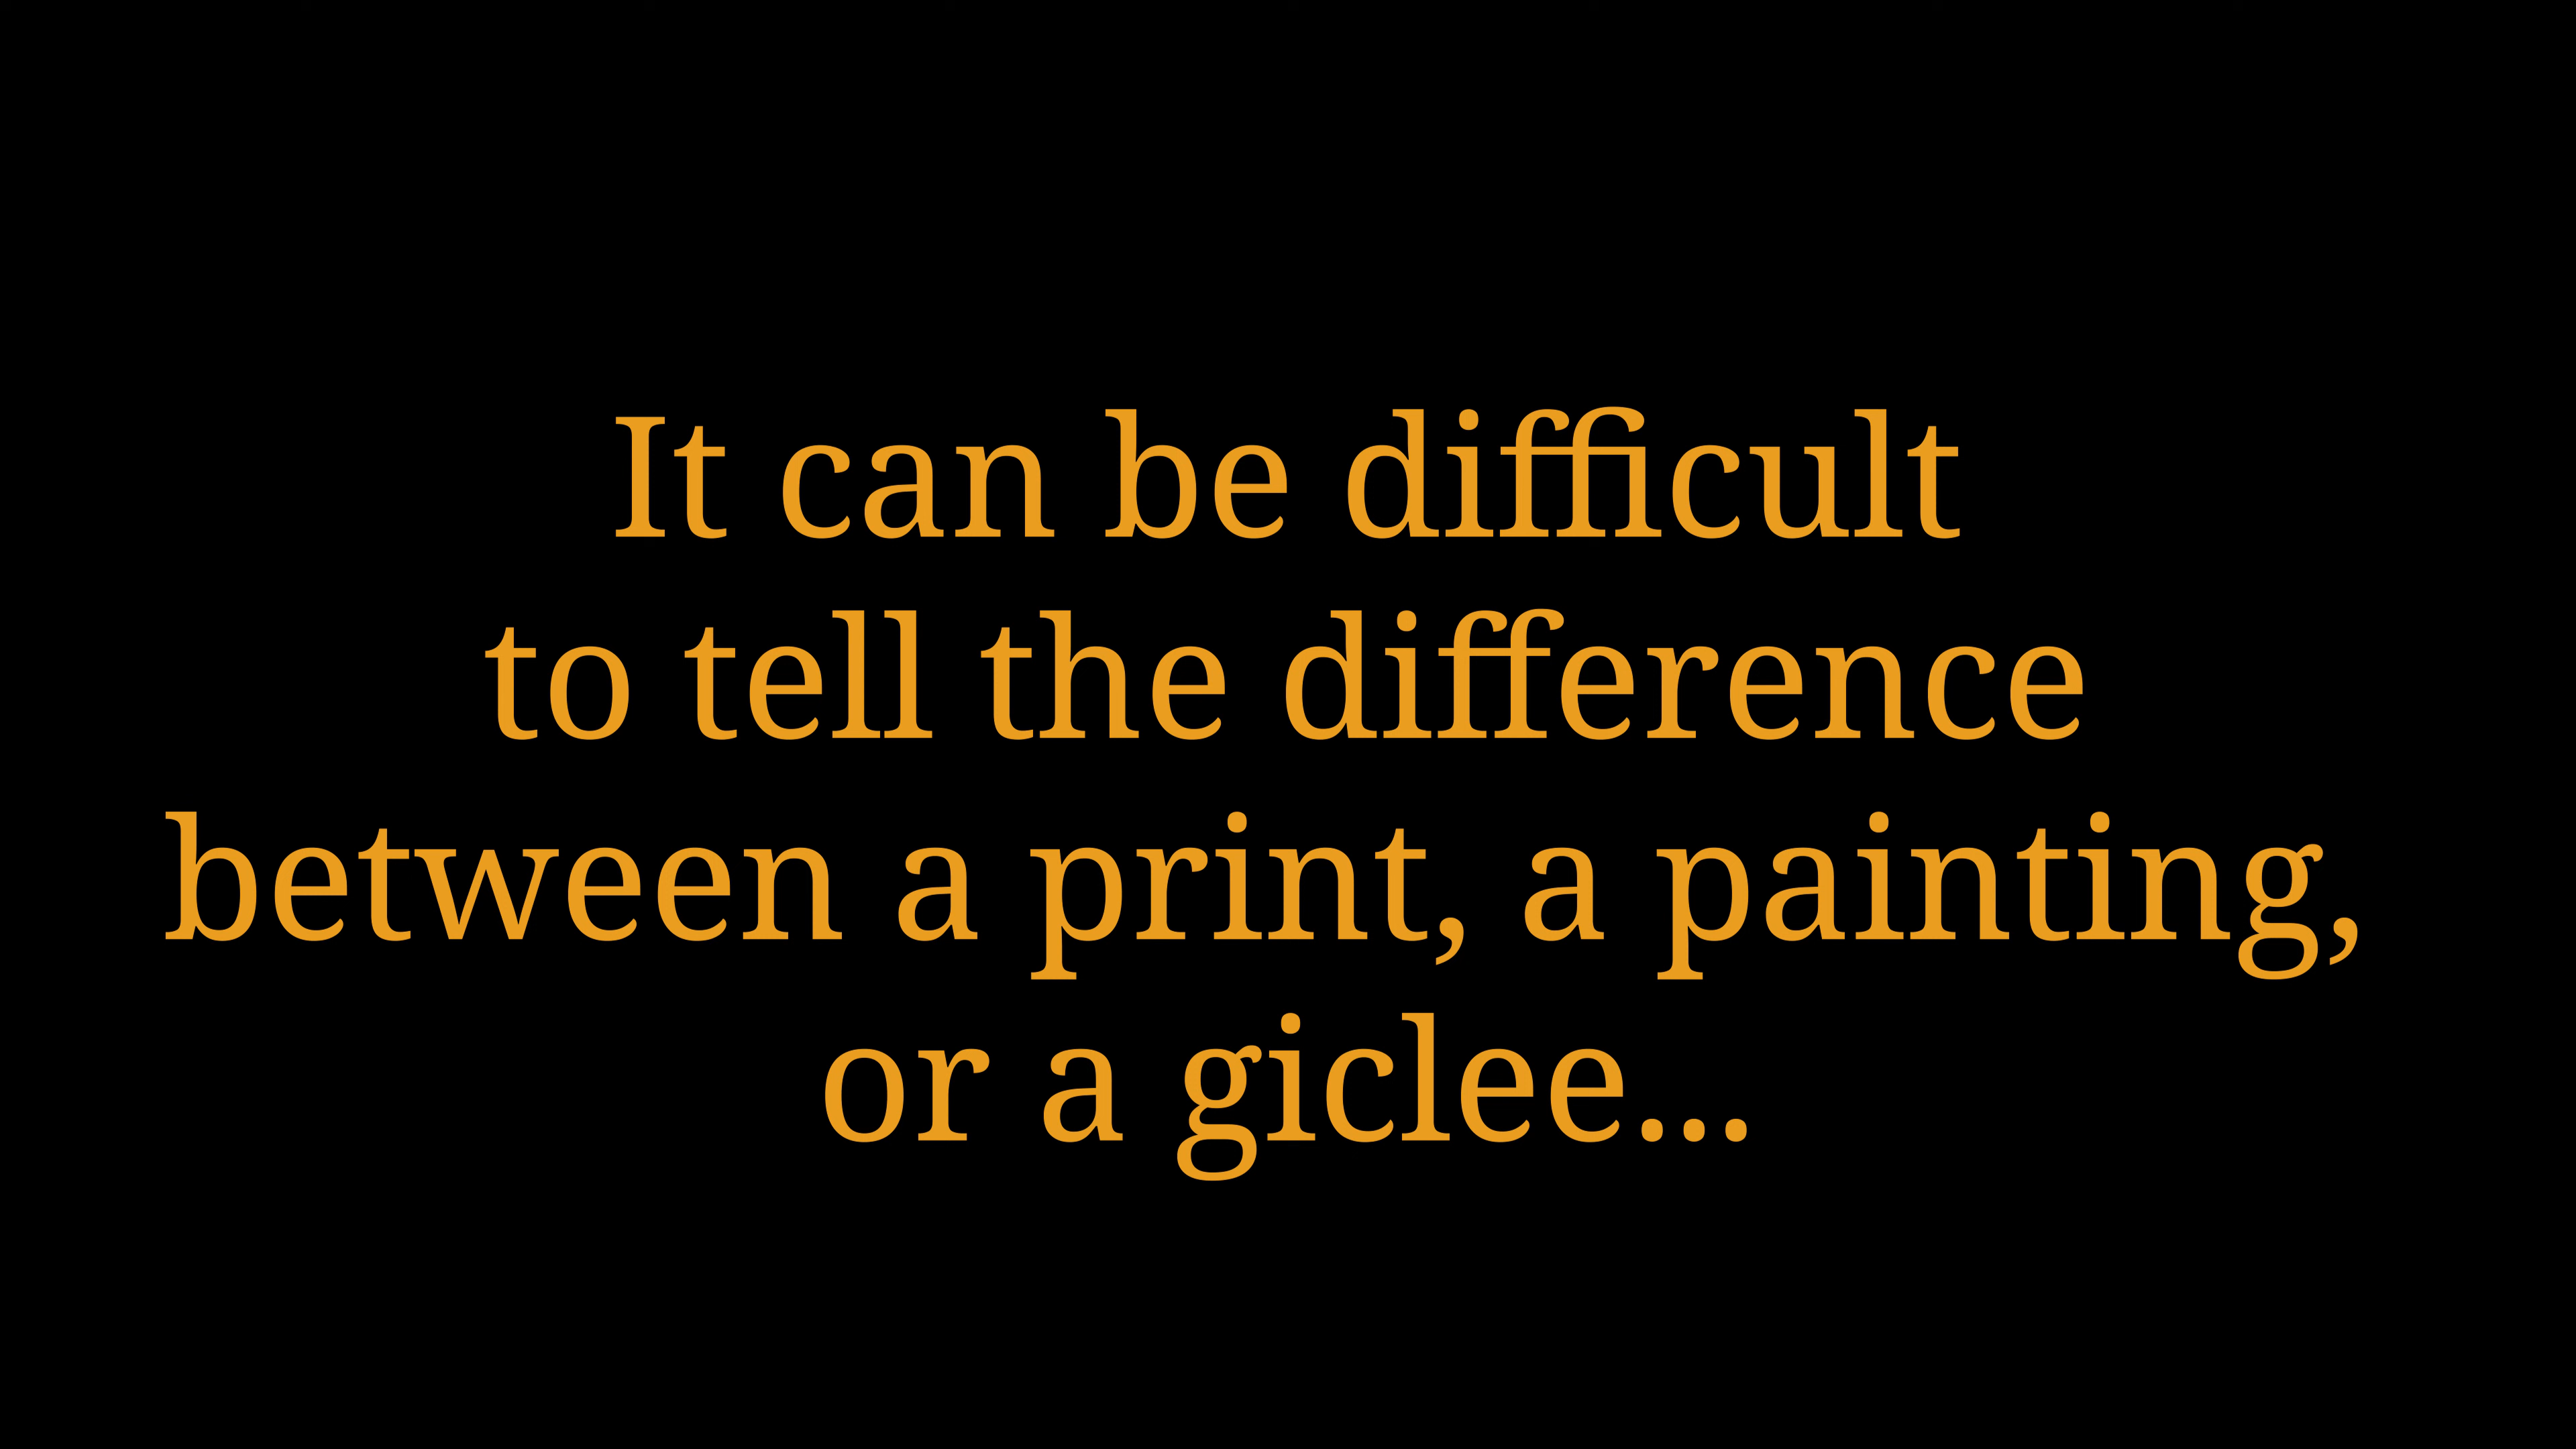 It can be difficult
to tell the difference
between a print, a painting,
or a giclee...